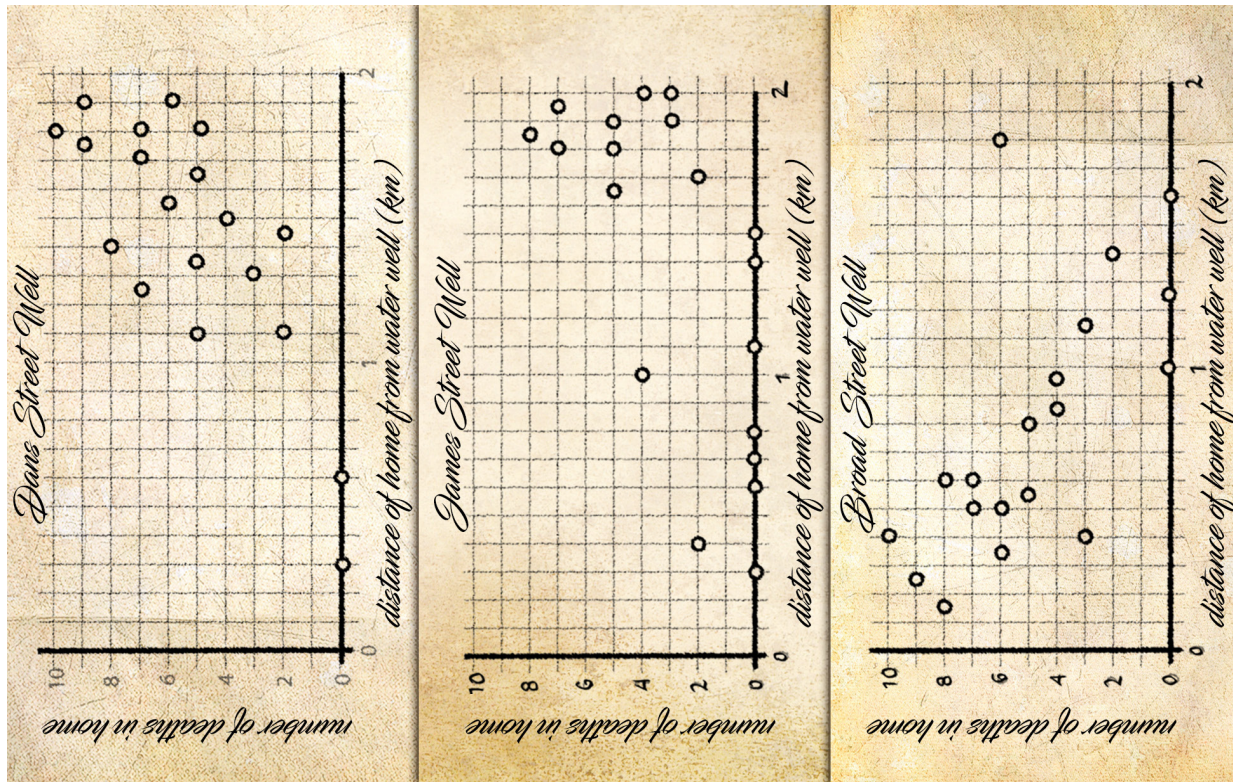 Dans Street Well
number of deaths in home
10
8
6
4
2
0
0 1 2
distance of home from water well (km)
James Street Well
number of deaths in home
10
8
6
4
2
0
0 1 2
distance of home from water well (km)
Broad Street Well
number of deaths in home
10
8
6
4
2
0
0 1 2
distance of home from water well (km)